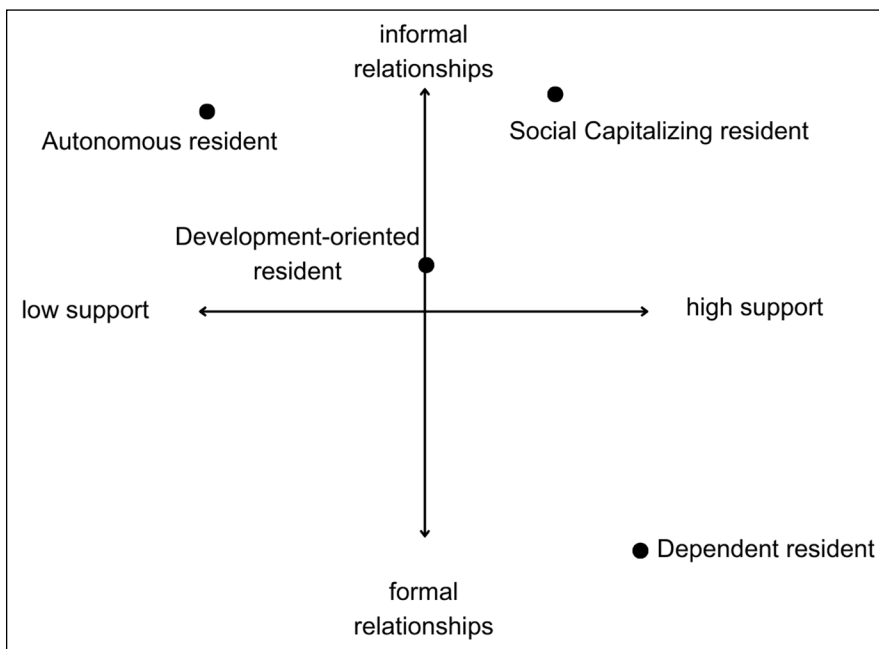 informal
relationships
Autonomous resident
Social Capitalizing resident
Development-oriented
resident
low support
high support
Dependent resident
formal
relationships